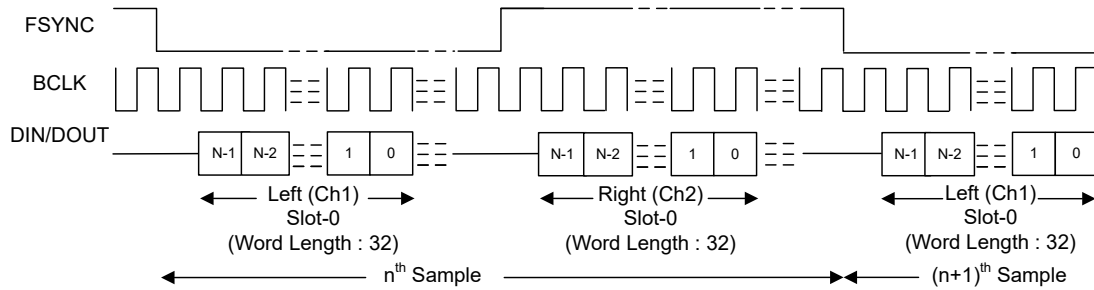 FSYNC
BCLK
DIN/DOUT
N-1 N-2 1 0 N-1 N-2 1 0 N-1 N-2 1 0
Left (Ch1) Right (Ch2) Left (Ch1)
Slot-0 Slot-0 Slot-0
(Word Length : 32) (Word Length : 32) (Word Length : 32)
nth Sample (n+1)th Sample